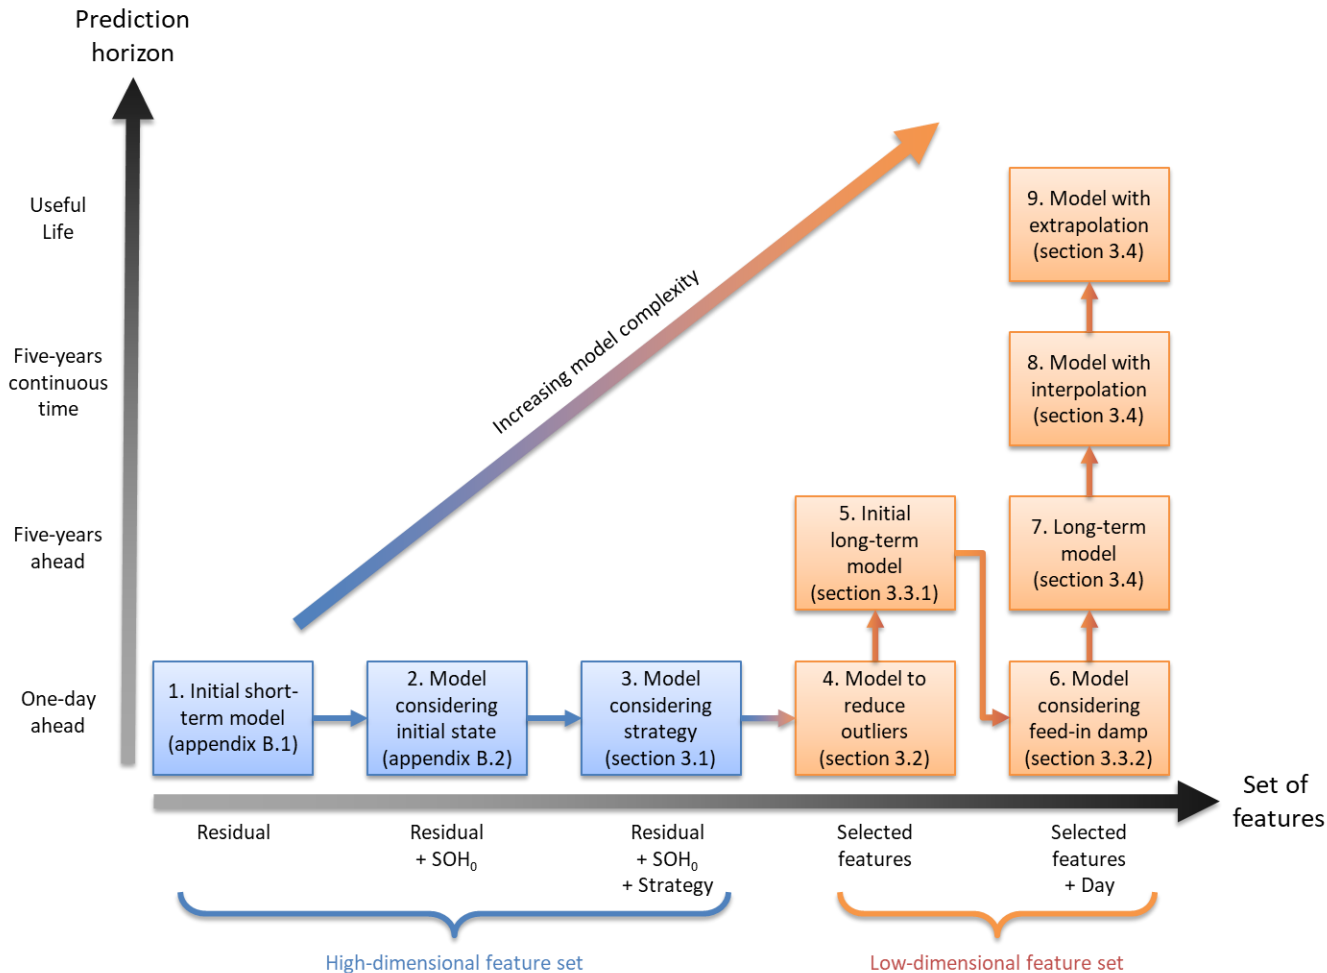 Prediction
horizon
Useful
Life
Five-years
continuous
time
Five-years
ahead
One-day
ahead
Increasing model complexity
9. Model with
extrapolation
(section 3.4)
8. Model with
interpolation
(section 3.4)
5. Initial
long-term
model
(section 3.3.1)
7. Long-term
model
(section 3.4)
1. Initial short-
term model
(appendix B.1)
2. Model
considering
initial state
(appendix B.2)
3. Model
considering
strategy
(section 3.1)
4. Model to
reduce
outliers
(section 3.2)
6. Model
considering
feed-in damp
(section 3.3.2)
Set of
features
Residual
Residual
+ SOH₀
Residual
+ SOH₀
+ Strategy
Selected
features
Selected
features
+ Day
High-dimensional feature set
Low-dimensional feature set